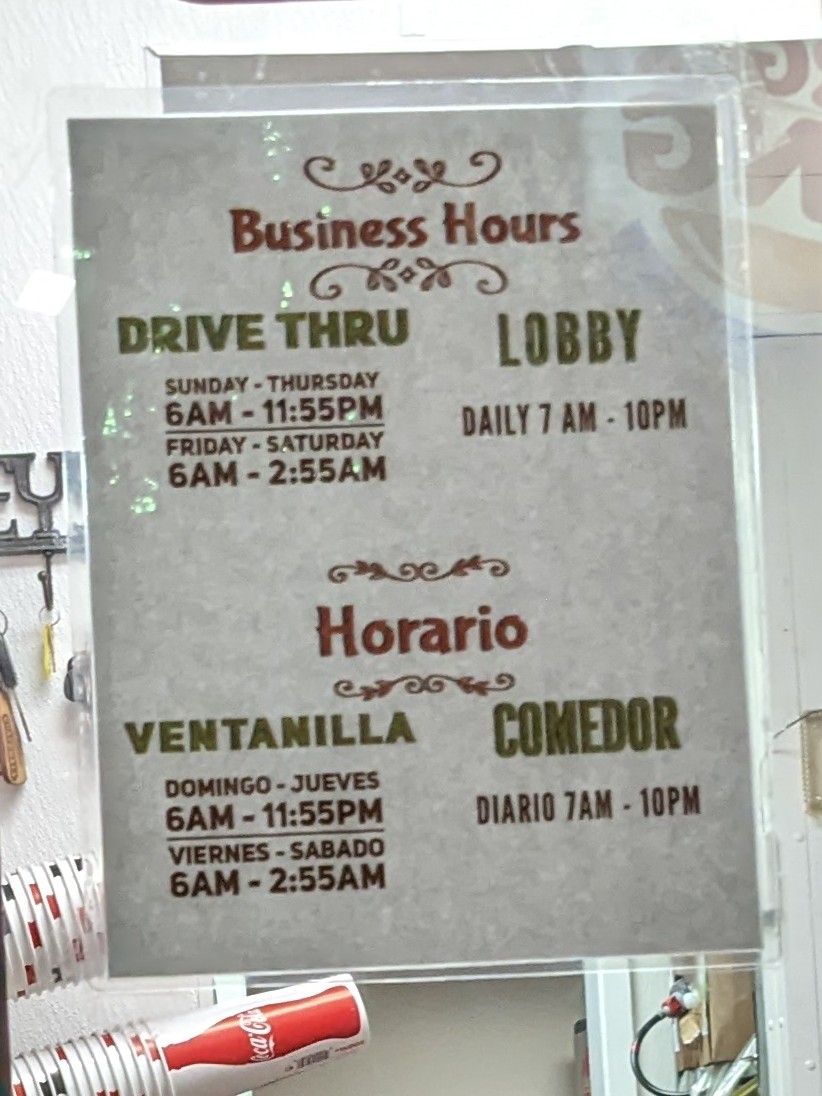 Business Hours
DRIVE THRU
SUNDAY - THURSDAY
6AM - 11:55PM
FRIDAY - SATURDAY
6AM - 2:55AM
LOBBY
DAILY 7 AM - 10PM
Horario
VENTANILLA
DOMINGO - JUEVES
6AM - 11:55PM
VIERNES - SABADO
6AM - 2:55AM
COMEDOR
DIARIO 7AM - 10PM
Coca-Cola